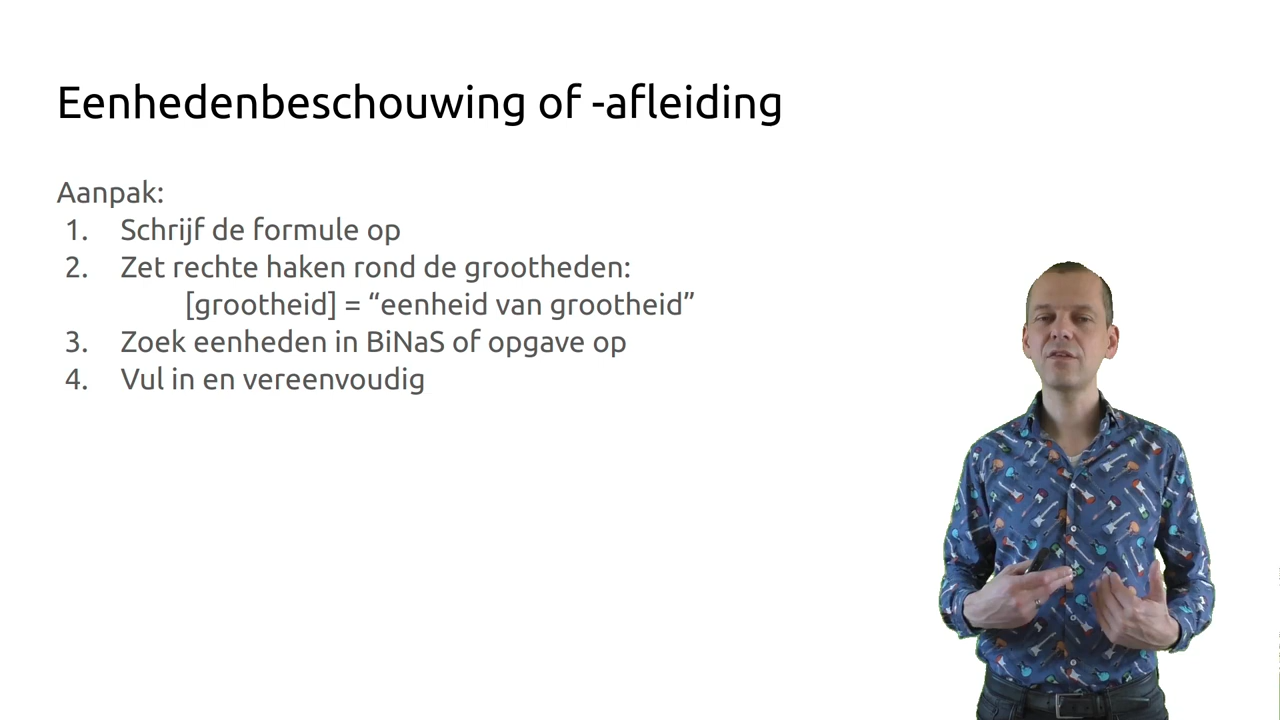 Eenhedenbeschouwing of -afleiding
Aanpak:
1. Schrijf de formule op
2. Zet rechte haken rond de grootheden:
[grootheid] = “eenheid van grootheid”
3. Zoek eenheden in BiNaS of opgave op
4. Vul in en vereenvoudig